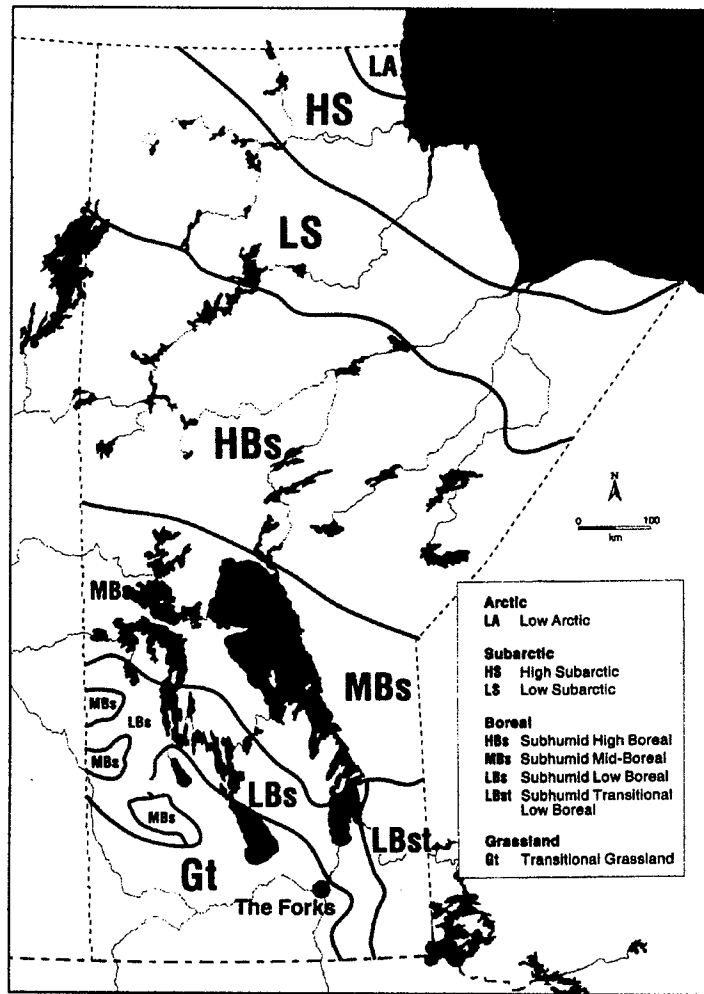 LA
HS
LS
HBs
N
0 100
km
MBs
MBs
MBs
LBs
MBs
LBs
MBs
LBst
Gt
The Forks
Arctic
LA Low Arctic
Subarctic
HS High Subarctic
LS Low Subarctic
Boreal
HBs Subhumid High Boreal
MBs Subhumid Mid-Boreal
LBs Subhumid Low Boreal
LBst Subhumid Transitional
Low Boreal
Grassland
Gt Transitional Grassland